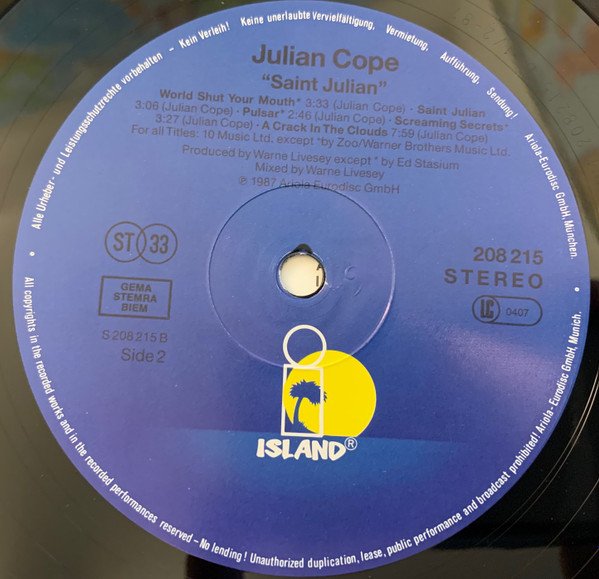 Alle Urheber- und Leistungsschutzrechte vorbehalten – Kein Verleih! Keine unerlaubte Vervielfältigung, Vermietung, Aufführung, Sendung! Ariola-Eurodisc GmbH, München.
Julian Cope
"Saint Julian"
World Shut Your Mouth* 3:33 (Julian Cope) · Saint Julian
3:06 (Julian Cope) · Pulsar* 2:46 (Julian Cope) · Screaming Secrets*
3:27 (Julian Cope) · A Crack In The Clouds 7:59 (Julian Cope)
For all Titles: 10 Music Ltd. except *by Zoo/Warner Brothers Music Ltd.
Produced by Warne Livesey except * by Ed Stasium
Mixed by Warne Livesey
℗ 1987 Ariola Eurodisc GmbH
ST 33
GEMA
STEMRA
BIEM
S 208 215 B
Side 2
208 215
STEREO
LC 0407
ISLAND®
All copyrights in the recorded works and in the recorded performances reserved – No lending! Unauthorized duplication, lease, public performance and broadcast prohibited! Ariola-Eurodisc GmbH, Munich.